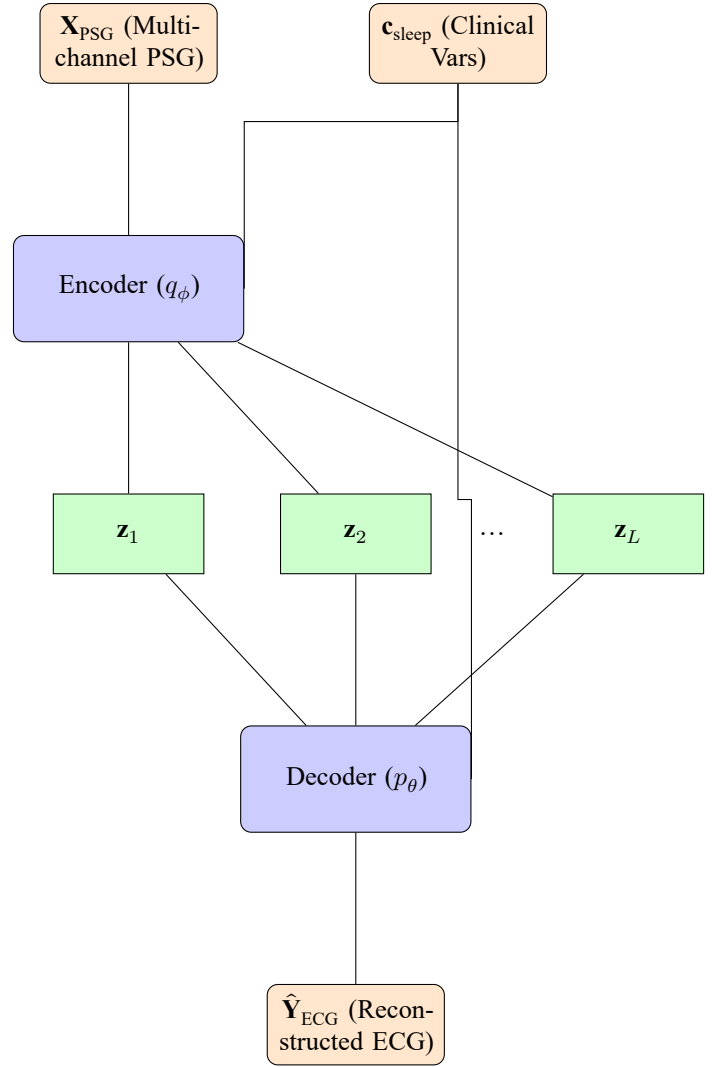 X_PSG (Multi-
channel PSG)
c_sleep (Clinical
Vars)
Encoder (q_ϕ)
z_1
z_2
...
z_L
Decoder (p_θ)
Ŷ_ECG (Recon-
structed ECG)